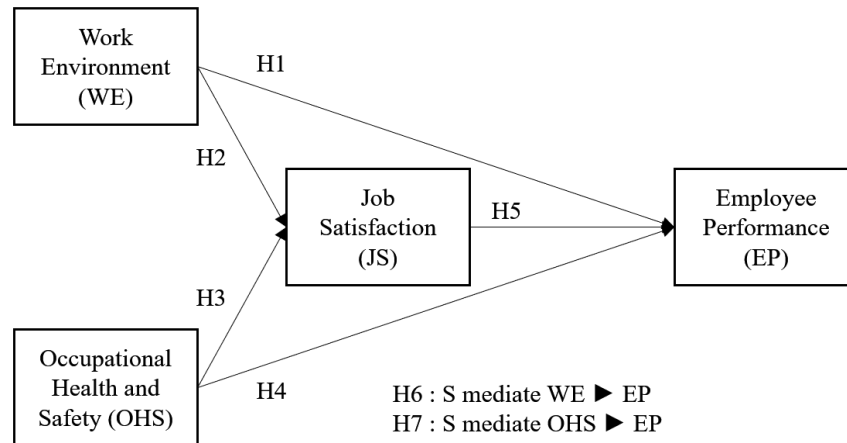 Work
Environment
(WE)
H1
H2
Job
Satisfaction
(JS)
H5
Employee
Performance
(EP)
H3
Occupational
Health and
Safety (OHS)
H4
H6 : S mediate WE ► EP
H7 : S mediate OHS ► EP